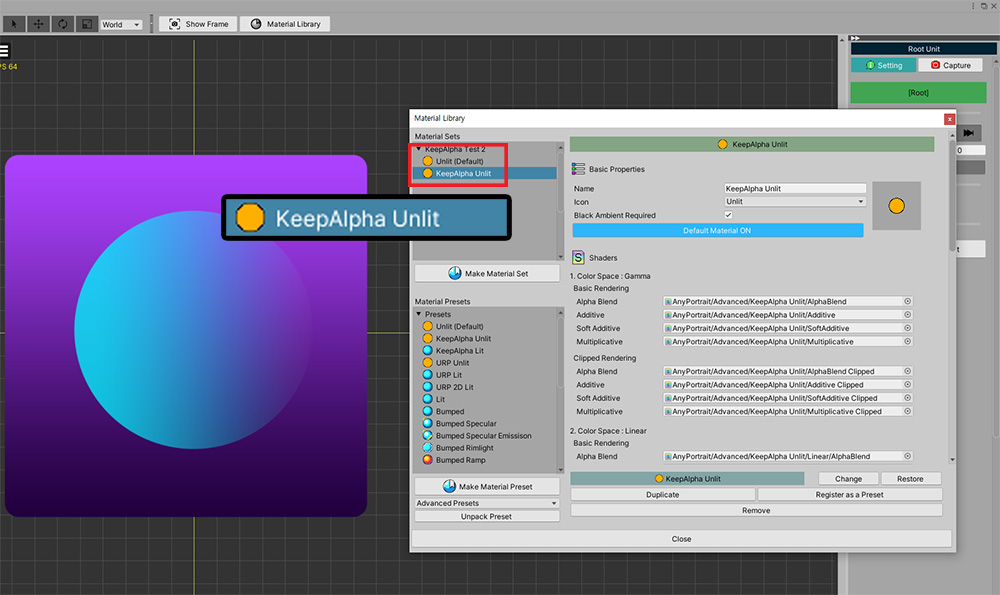 World
Show Frame
Material Library
PS 64
Root Unit
Setting
Capture
[Root]
0
t
Material Library
x
Material Sets
KeepAlpha Test 2
Unlit (Default)
KeepAlpha Unlit
KeepAlpha Unlit
Make Material Set
Material Presets
Presets
Unlit (Default)
KeepAlpha Unlit
KeepAlpha Lit
URP Unlit
URP Lit
URP 2D Lit
Lit
Bumped
Bumped Specular
Bumped Specular Emissison
Bumped Rimlight
Bumped Ramp
Make Material Preset
Advanced Presets
Unpack Preset
KeepAlpha Unlit
Basic Properties
Name KeepAlpha Unlit
Icon Unlit
Black Ambient Required
Default Material ON
S Shaders
1. Color Space : Gamma
Basic Rendering
Alpha Blend AnyPortrait/Advanced/KeepAlpha Unlit/AlphaBlend
Additive AnyPortrait/Advanced/KeepAlpha Unlit/Additive
Soft Additive AnyPortrait/Advanced/KeepAlpha Unlit/SoftAdditive
Multiplicative AnyPortrait/Advanced/KeepAlpha Unlit/Multiplicative
Clipped Rendering
Alpha Blend AnyPortrait/Advanced/KeepAlpha Unlit/AlphaBlend Clipped
Additive AnyPortrait/Advanced/KeepAlpha Unlit/Additive Clipped
Soft Additive AnyPortrait/Advanced/KeepAlpha Unlit/SoftAdditive Clipped
Multiplicative AnyPortrait/Advanced/KeepAlpha Unlit/Multiplicative Clipped
2. Color Space : Linear
Basic Rendering
Alpha Blend AnyPortrait/Advanced/KeepAlpha Unlit/Linear/AlphaBlend
KeepAlpha Unlit
Change
Restore
Duplicate
Register as a Preset
Remove
Close